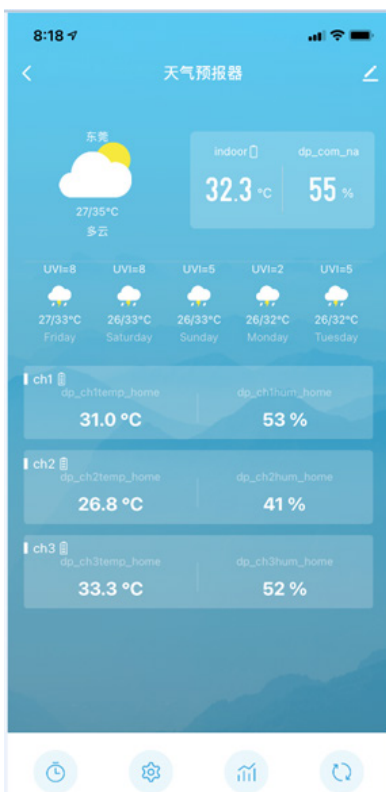 8:18
天气预报器
东莞
27/35°C
多云
indoor
dp_com_na
32.3 °C
55 %
UVI=8 UVI=8 UVI=5 UVI=2 UVI=5
27/33°C 26/33°C 26/33°C 26/32°C 26/32°C
Friday Saturday Sunday Monday Tuesday
ch1
dp_ch1temp_home dp_ch1hum_home
31.0 °C 53 %
ch2
dp_ch2temp_home dp_ch2hum_home
26.8 °C 41 %
ch3
dp_ch3temp_home dp_ch3hum_home
33.3 °C 52 %